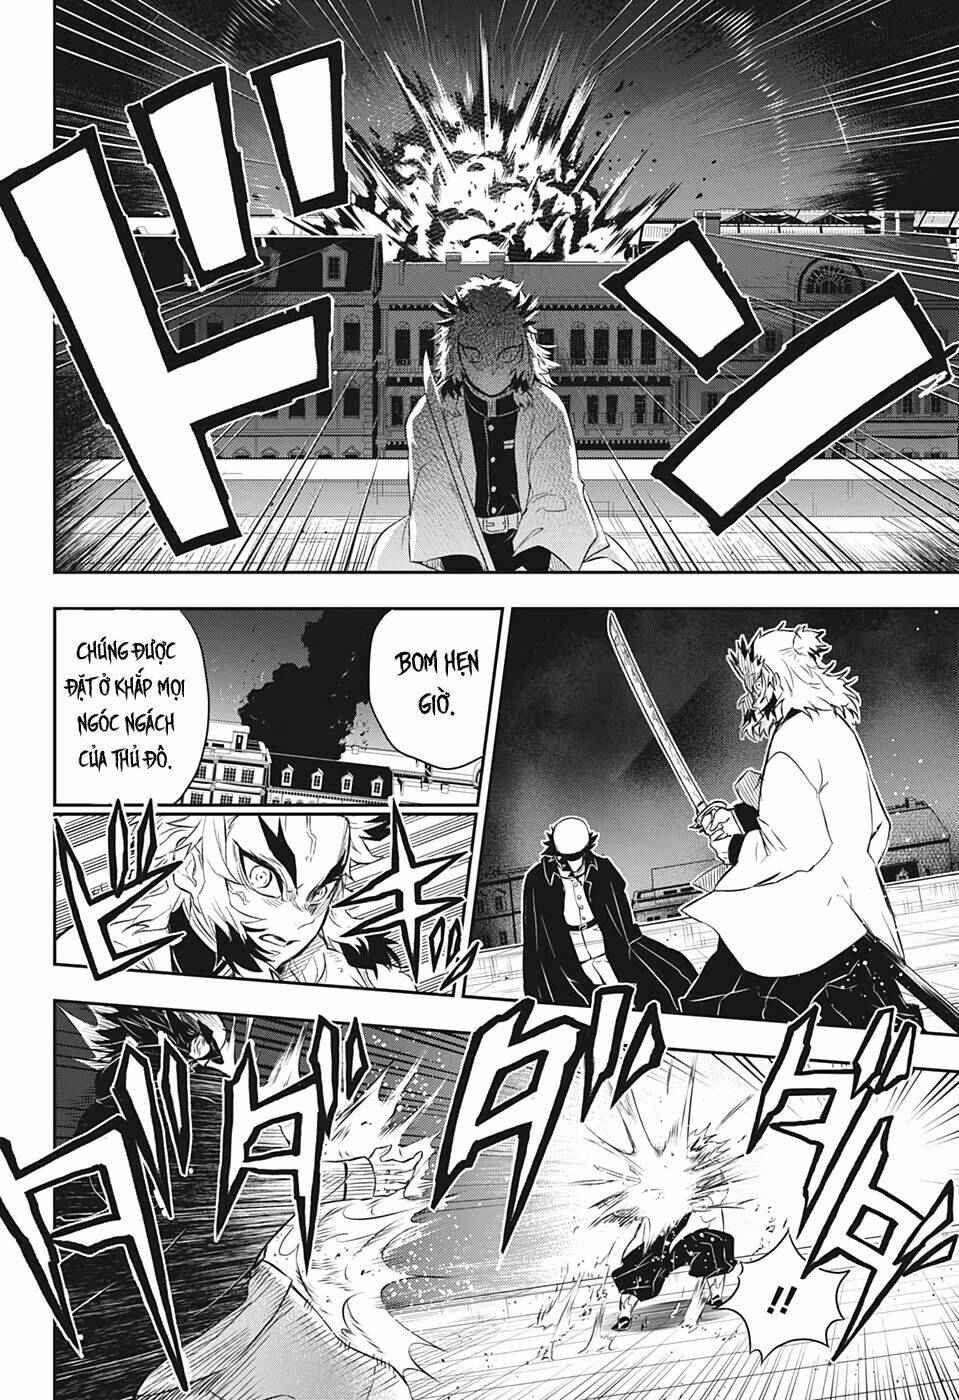 ドドン
BOM HẸN
GIỜ.
CHÚNG ĐƯỢC
ĐẶT Ở KHẮP MỌI
NGÓC NGÁCH
CỦA THỦ ĐÔ.
ビキ
ダダダダ
!!